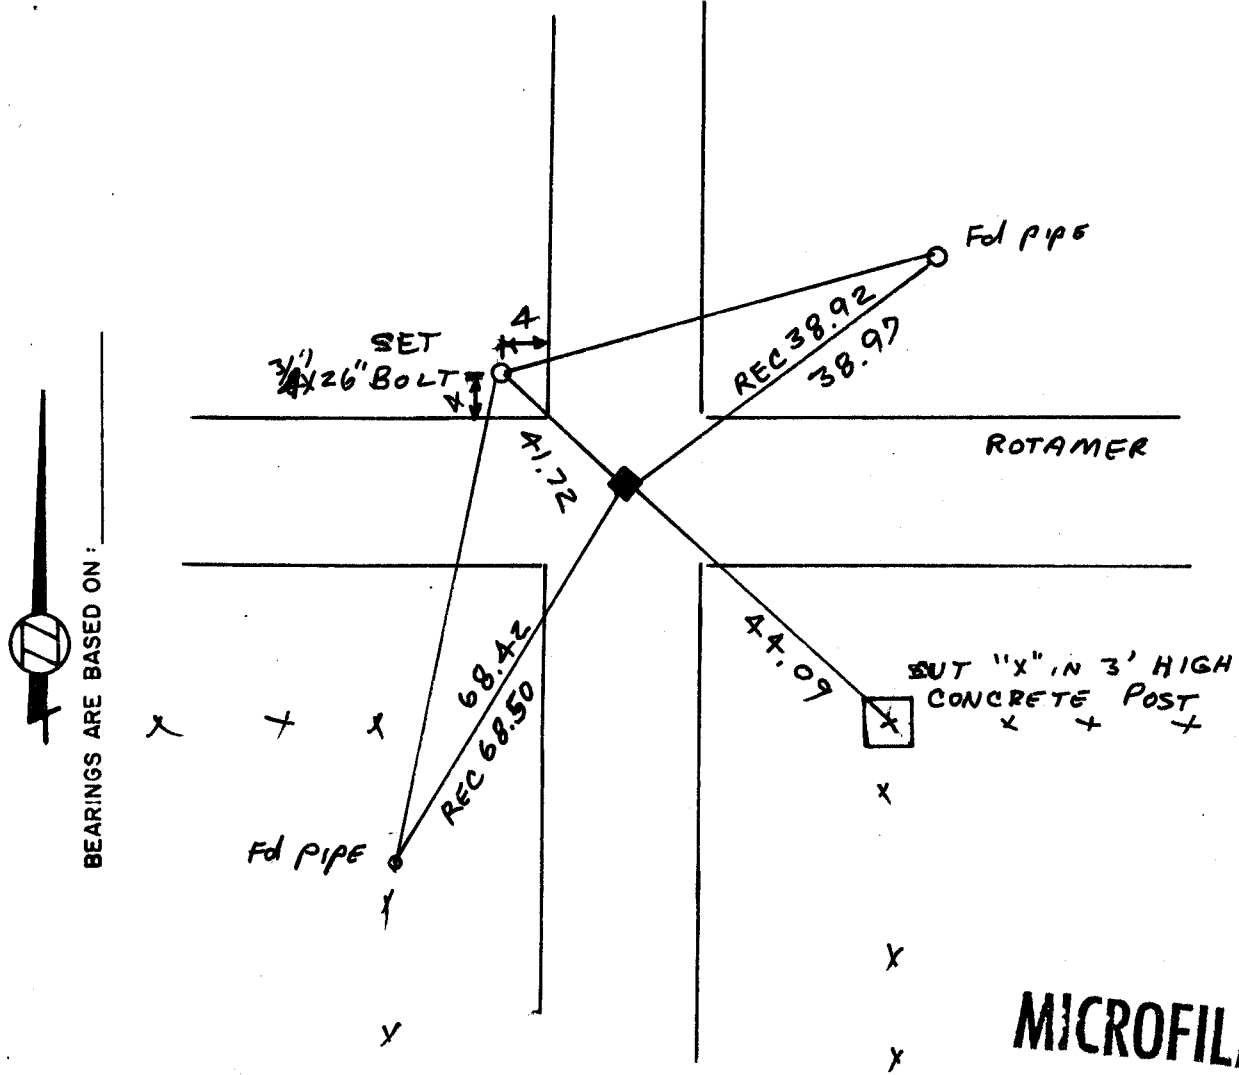 Fd PIPE
4
SET
3/4"x26" BOLT
4
REC 38.92
38.97
ROTAMER
41.72
BEARINGS ARE BASED ON:
68.42
REC 68.50
44.09
CUT "X" IN 3' HIGH
CONCRETE POST
Fd PIPE
MICROFIL